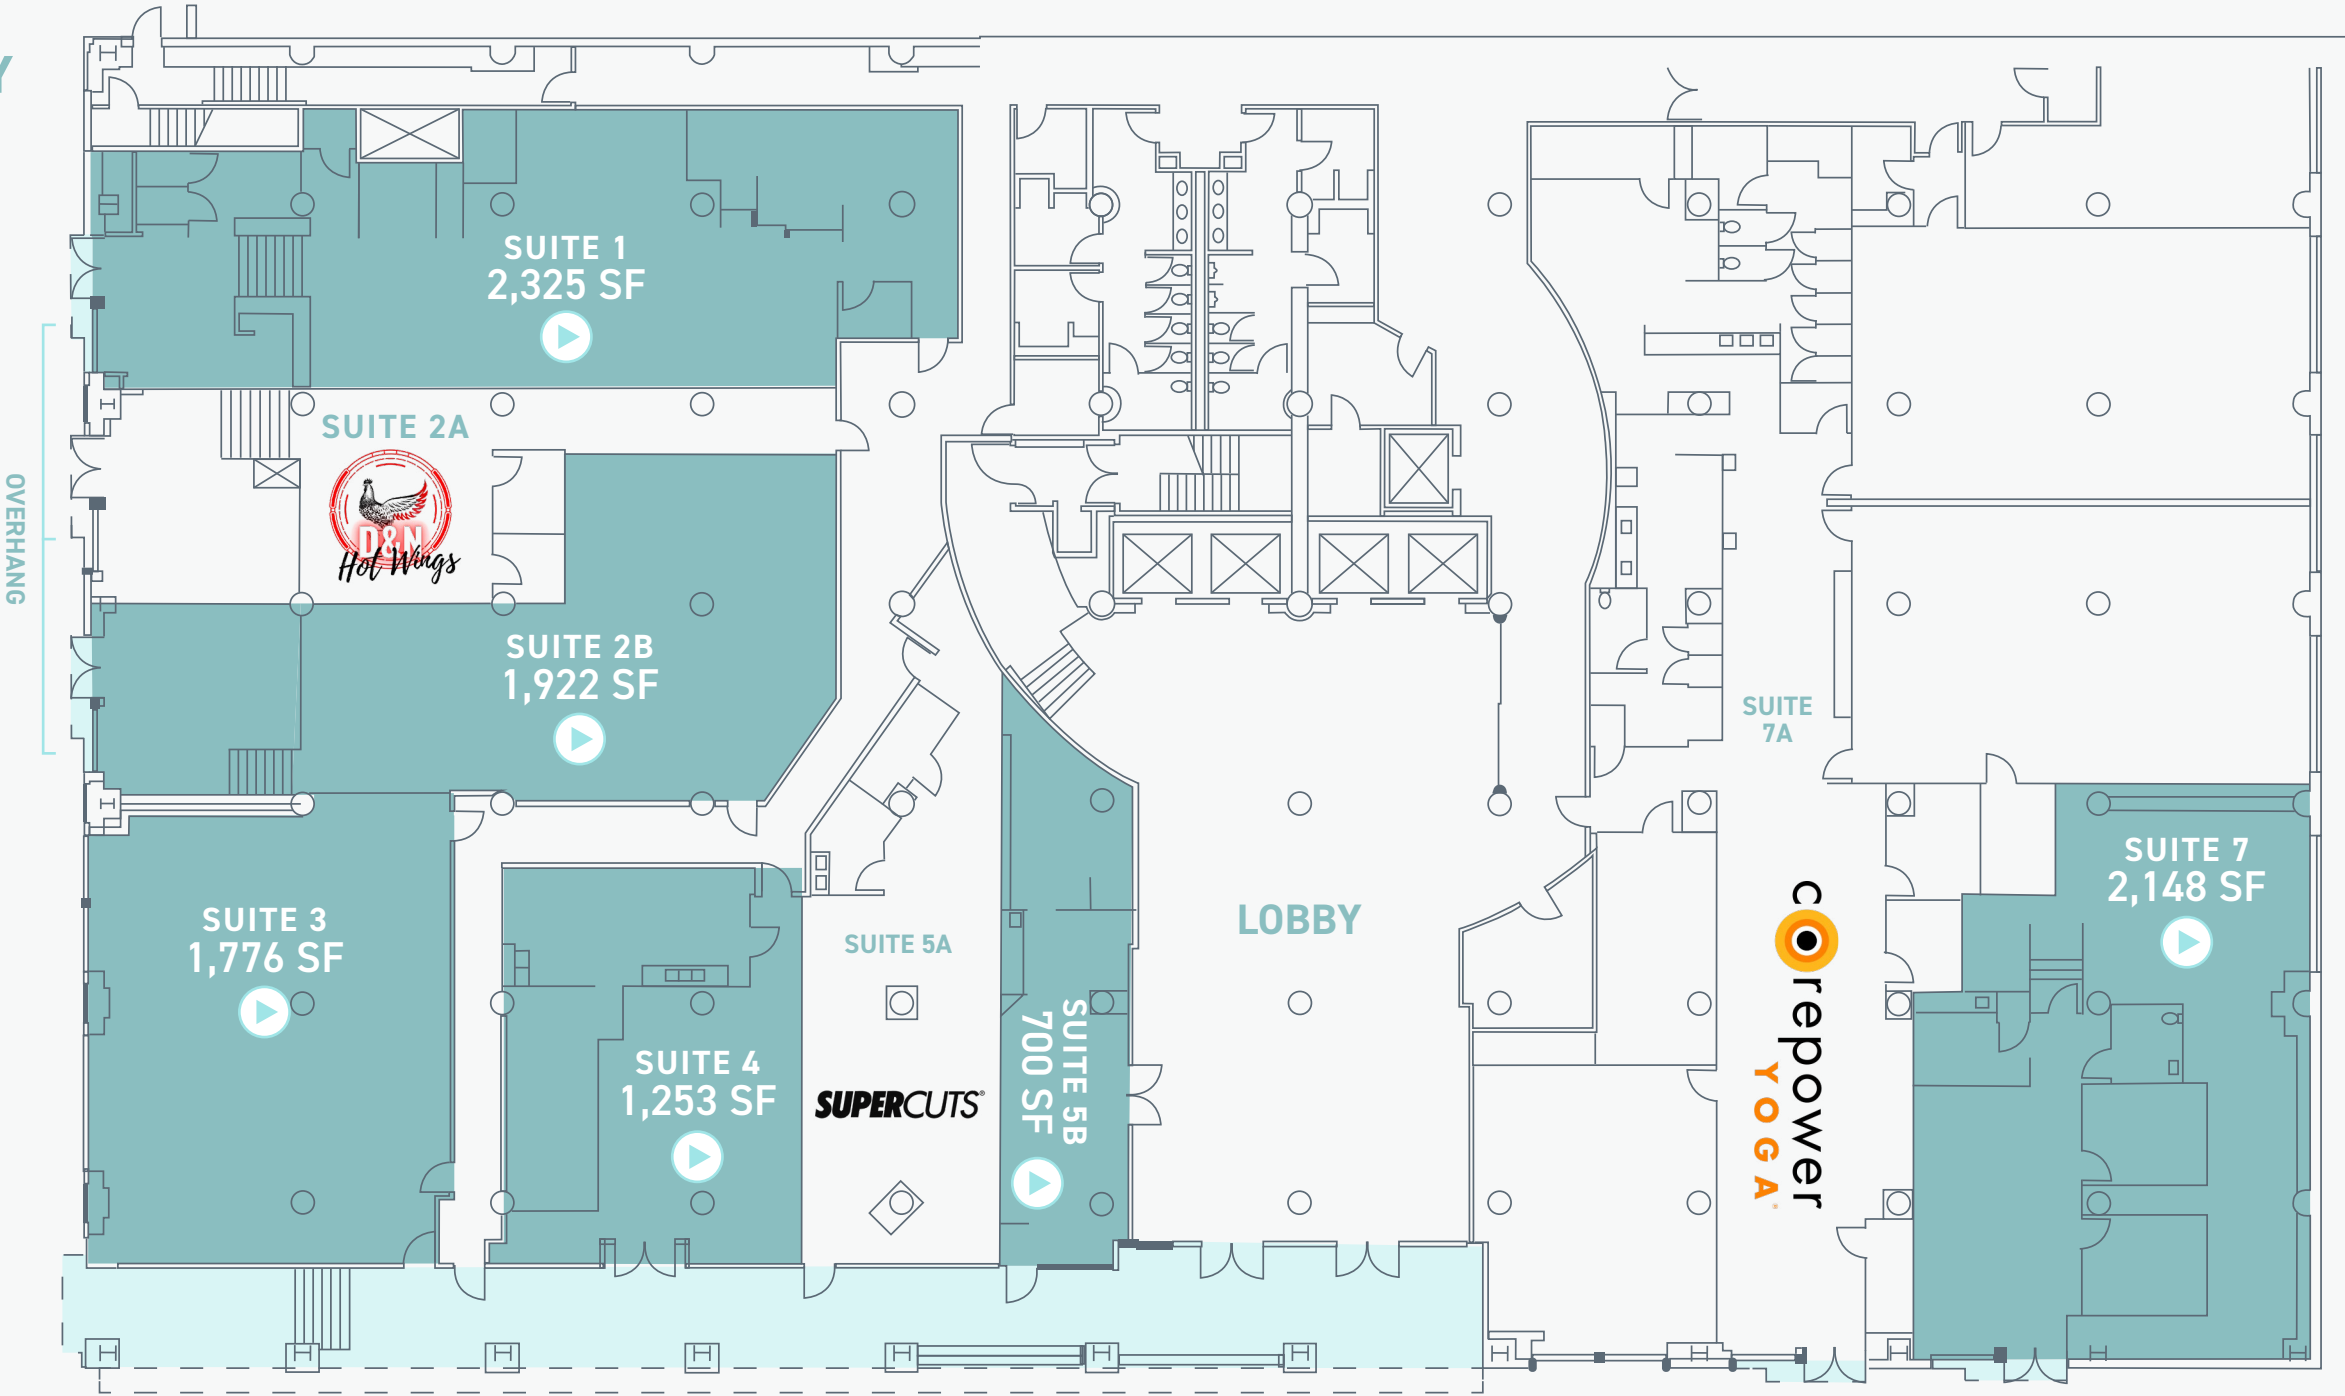 Y
SUITE 1
2,325 SF
SUITE 2A
D&N
Hot Wings
OVERHANG
SUITE 2B
1,922 SF
SUITE 3
1,776 SF
SUITE 4
1,253 SF
SUITE 5A
SUPERCUTS®
SUITE 5B
700 SF
LOBBY
SUITE
7A
corepower
YOGA
SUITE 7
2,148 SF